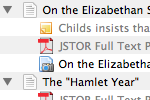 On the Elizabethan S
Childs insists tha
JSTOR Full Text P
On the Elizabetha
The "Hamlet Year"
JSTOR Full Text P